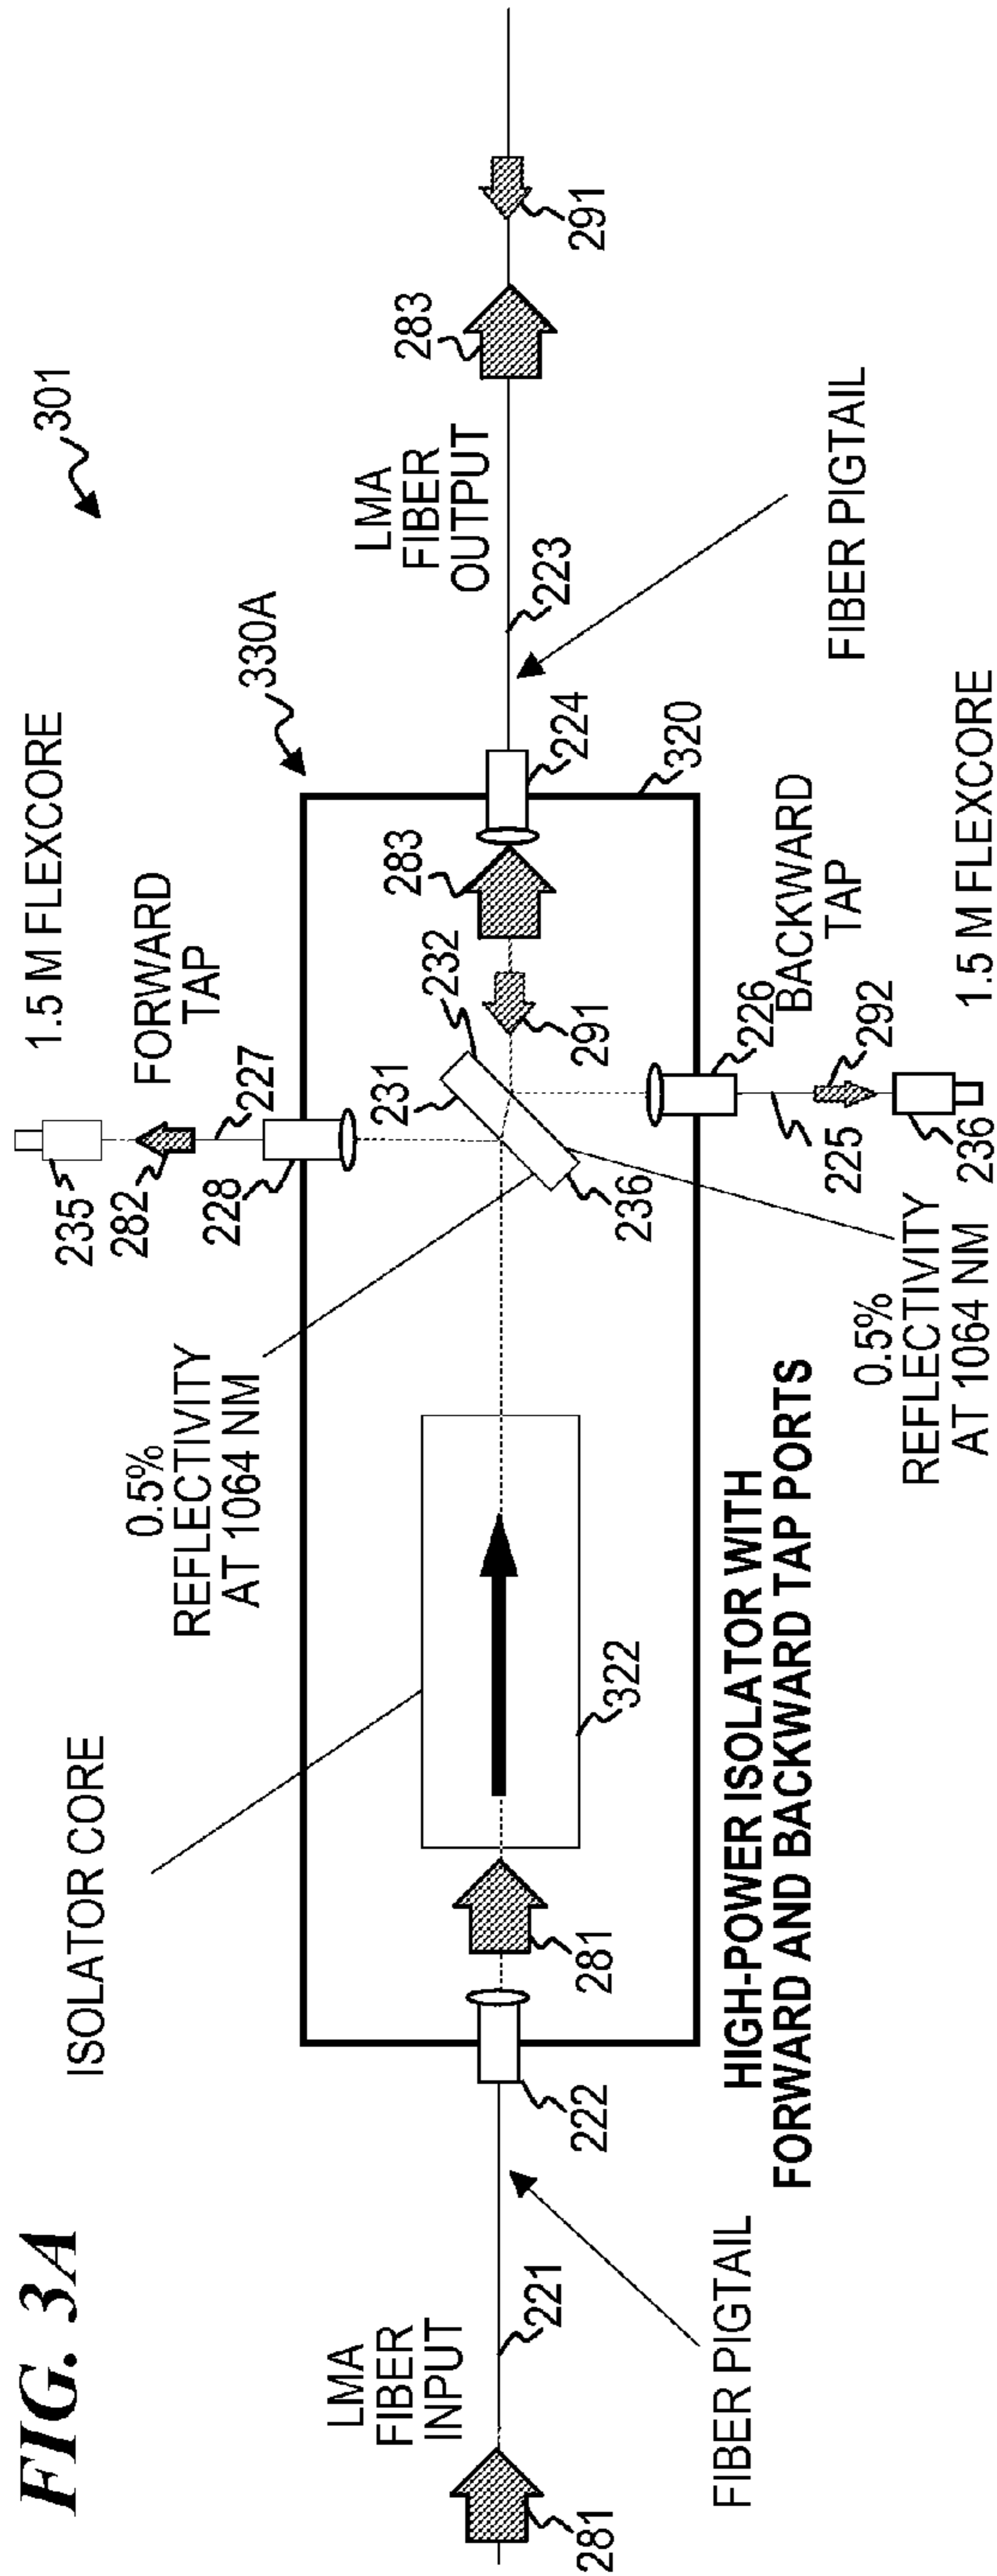 FIG. 3A
301
ISOLATOR CORE
0.5%
REFLECTIVITY
AT 1064 NM
1.5 M FLEXCORE
FORWARD
TAP
235
282
227
228
330A
LMA
FIBER
INPUT
281
221
222
281
322
231
232
236
283
291
224
320
LMA
FIBER
OUTPUT
223
283
291
FIBER PIGTAIL
FIBER PIGTAIL
226
BACKWARD
TAP
225
292
236
1.5 M FLEXCORE
0.5%
REFLECTIVITY
AT 1064 NM
HIGH-POWER ISOLATOR WITH
FORWARD AND BACKWARD TAP PORTS